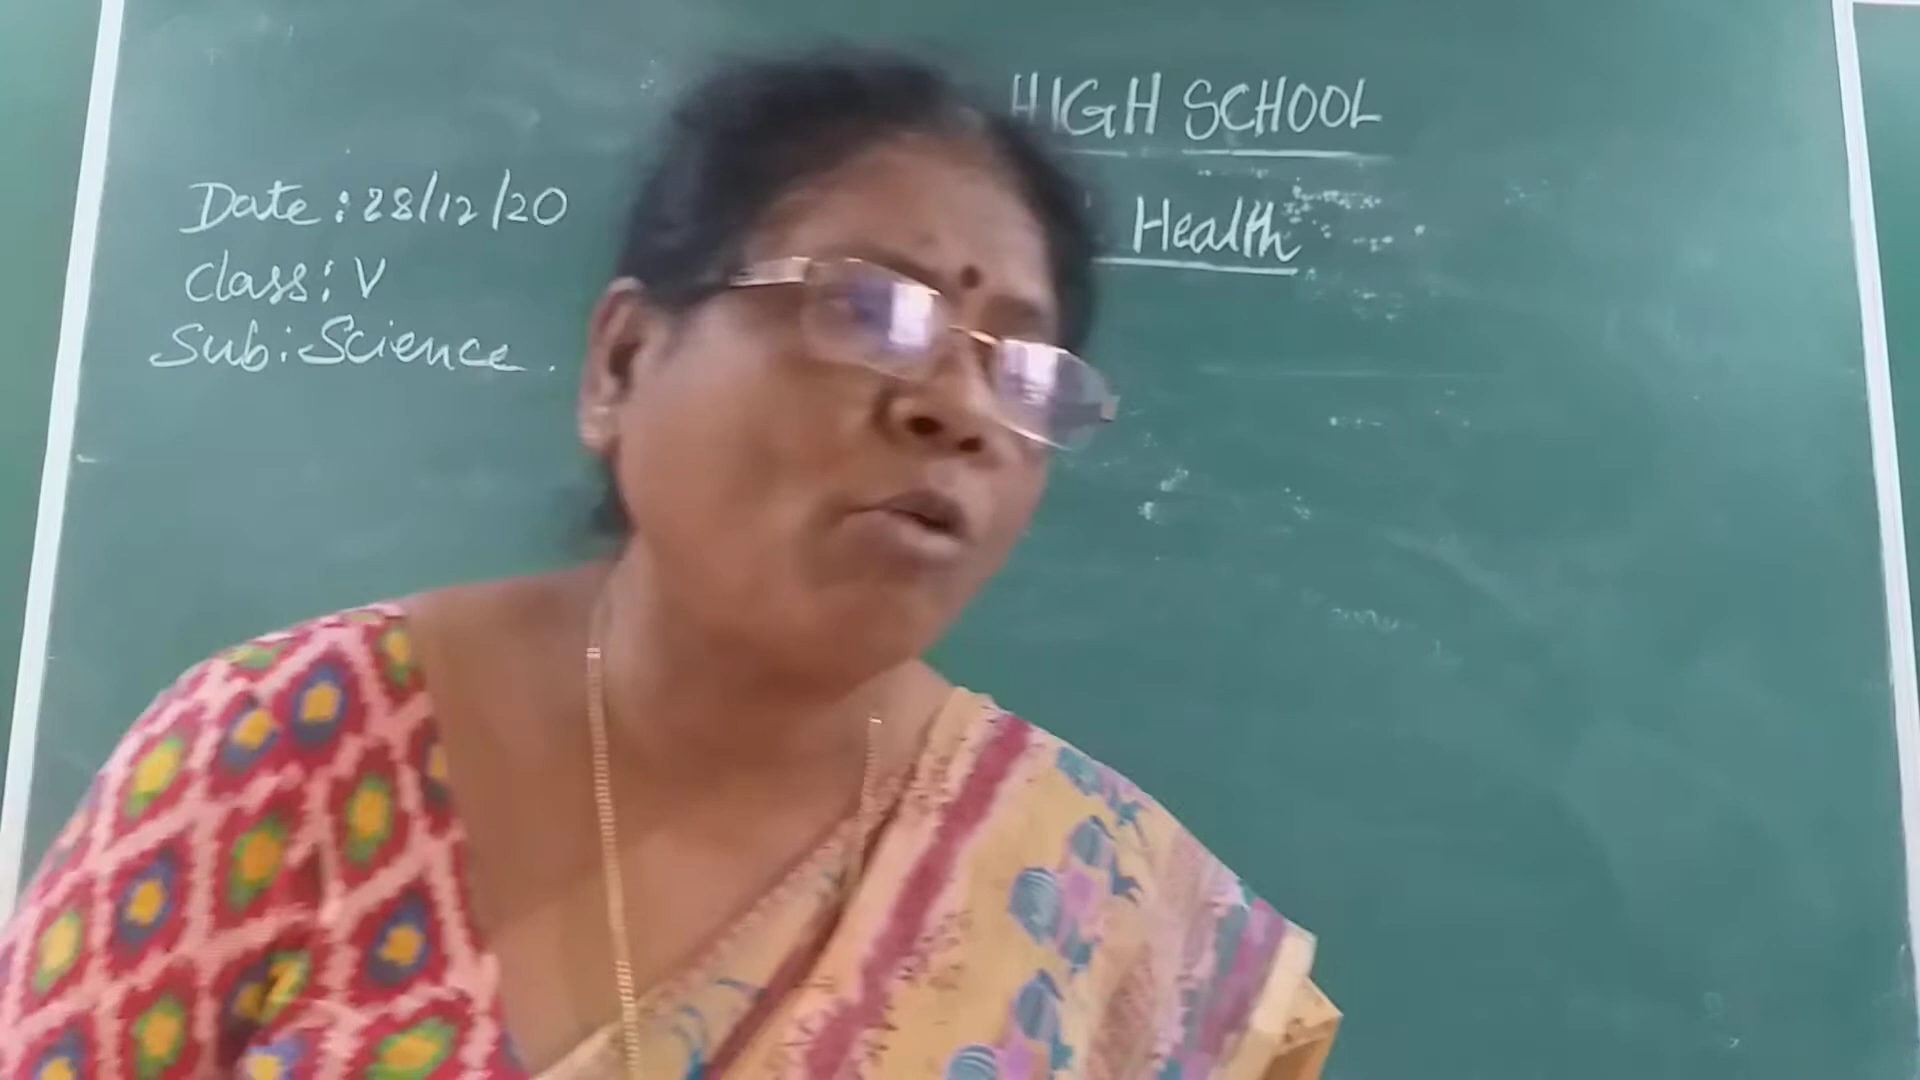 HIGH SCHOOL
Health
Date: 28/12/20
Class: V
Sub: Science.